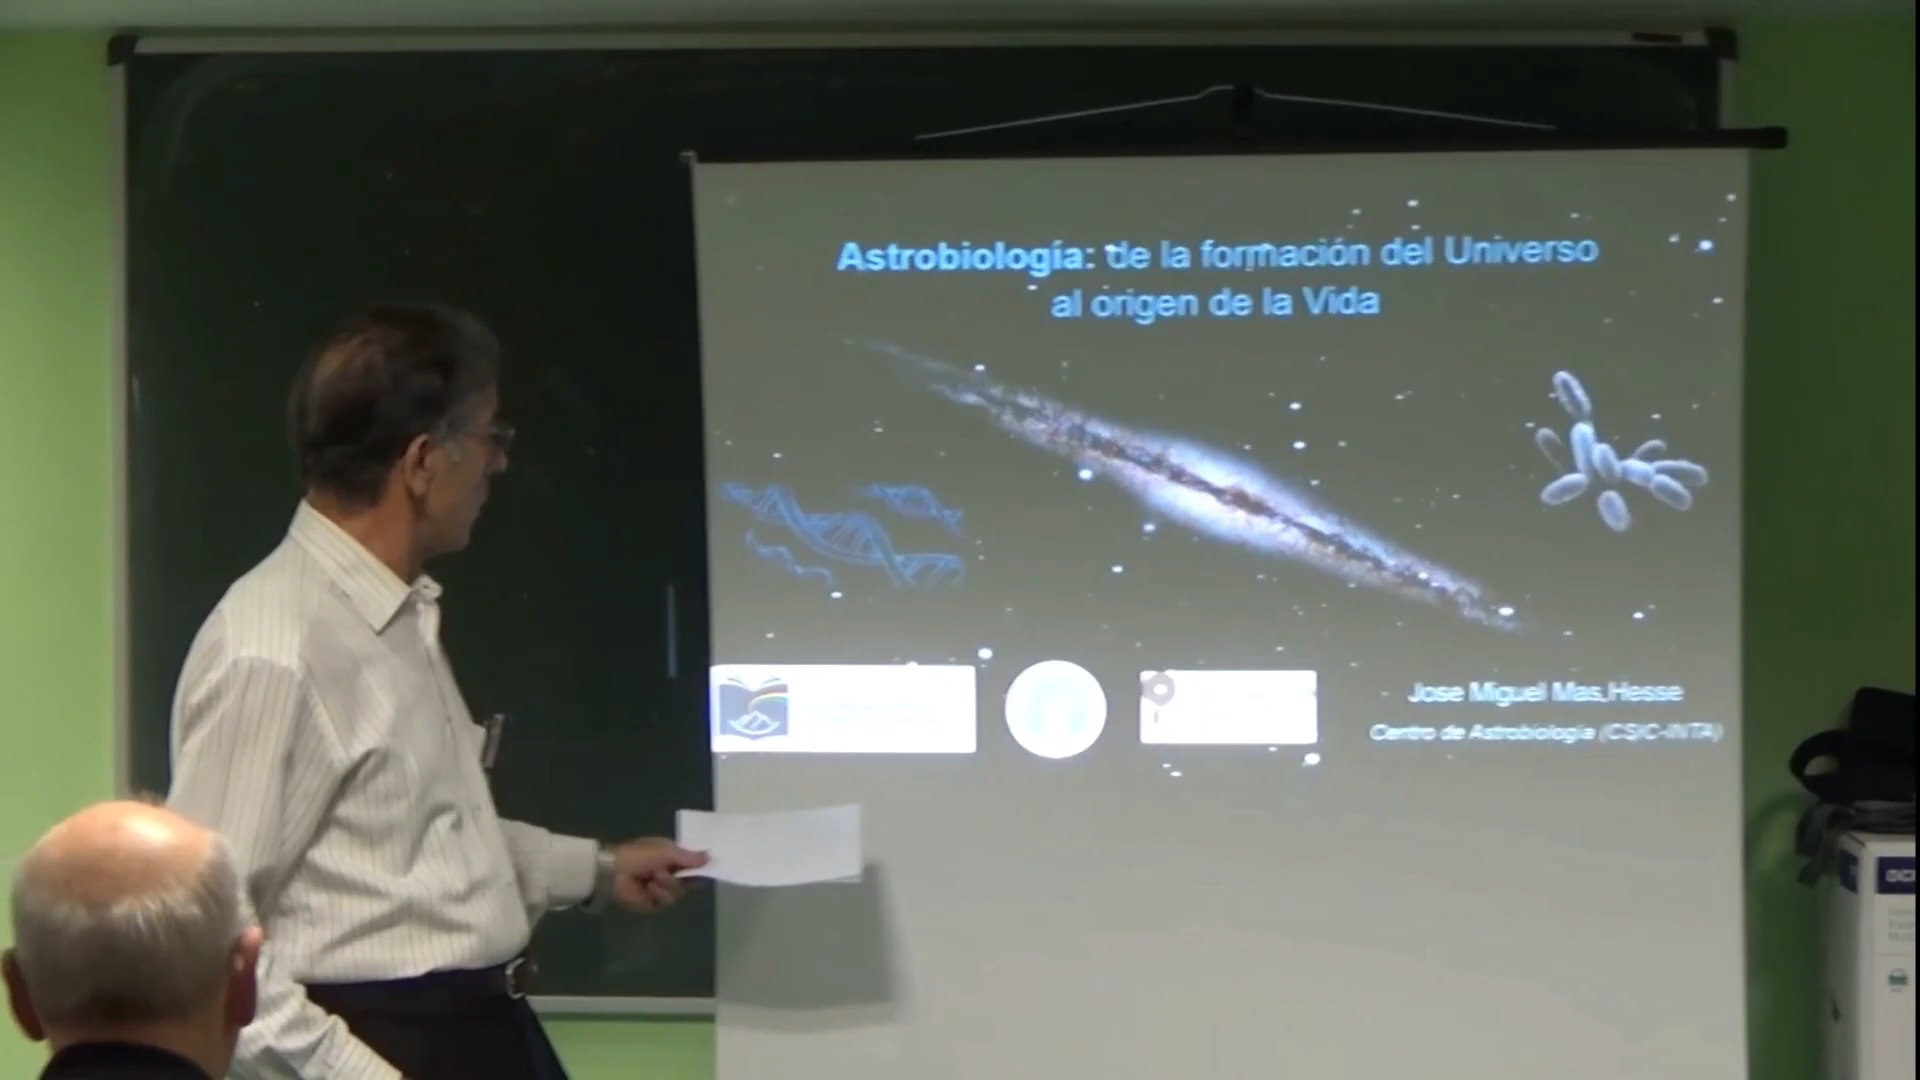 Astrobiología: de la formación del Universo
al origen de la Vida
Jose Miguel Mas Hesse
Centro de Astrobiología (CSIC-INTA)